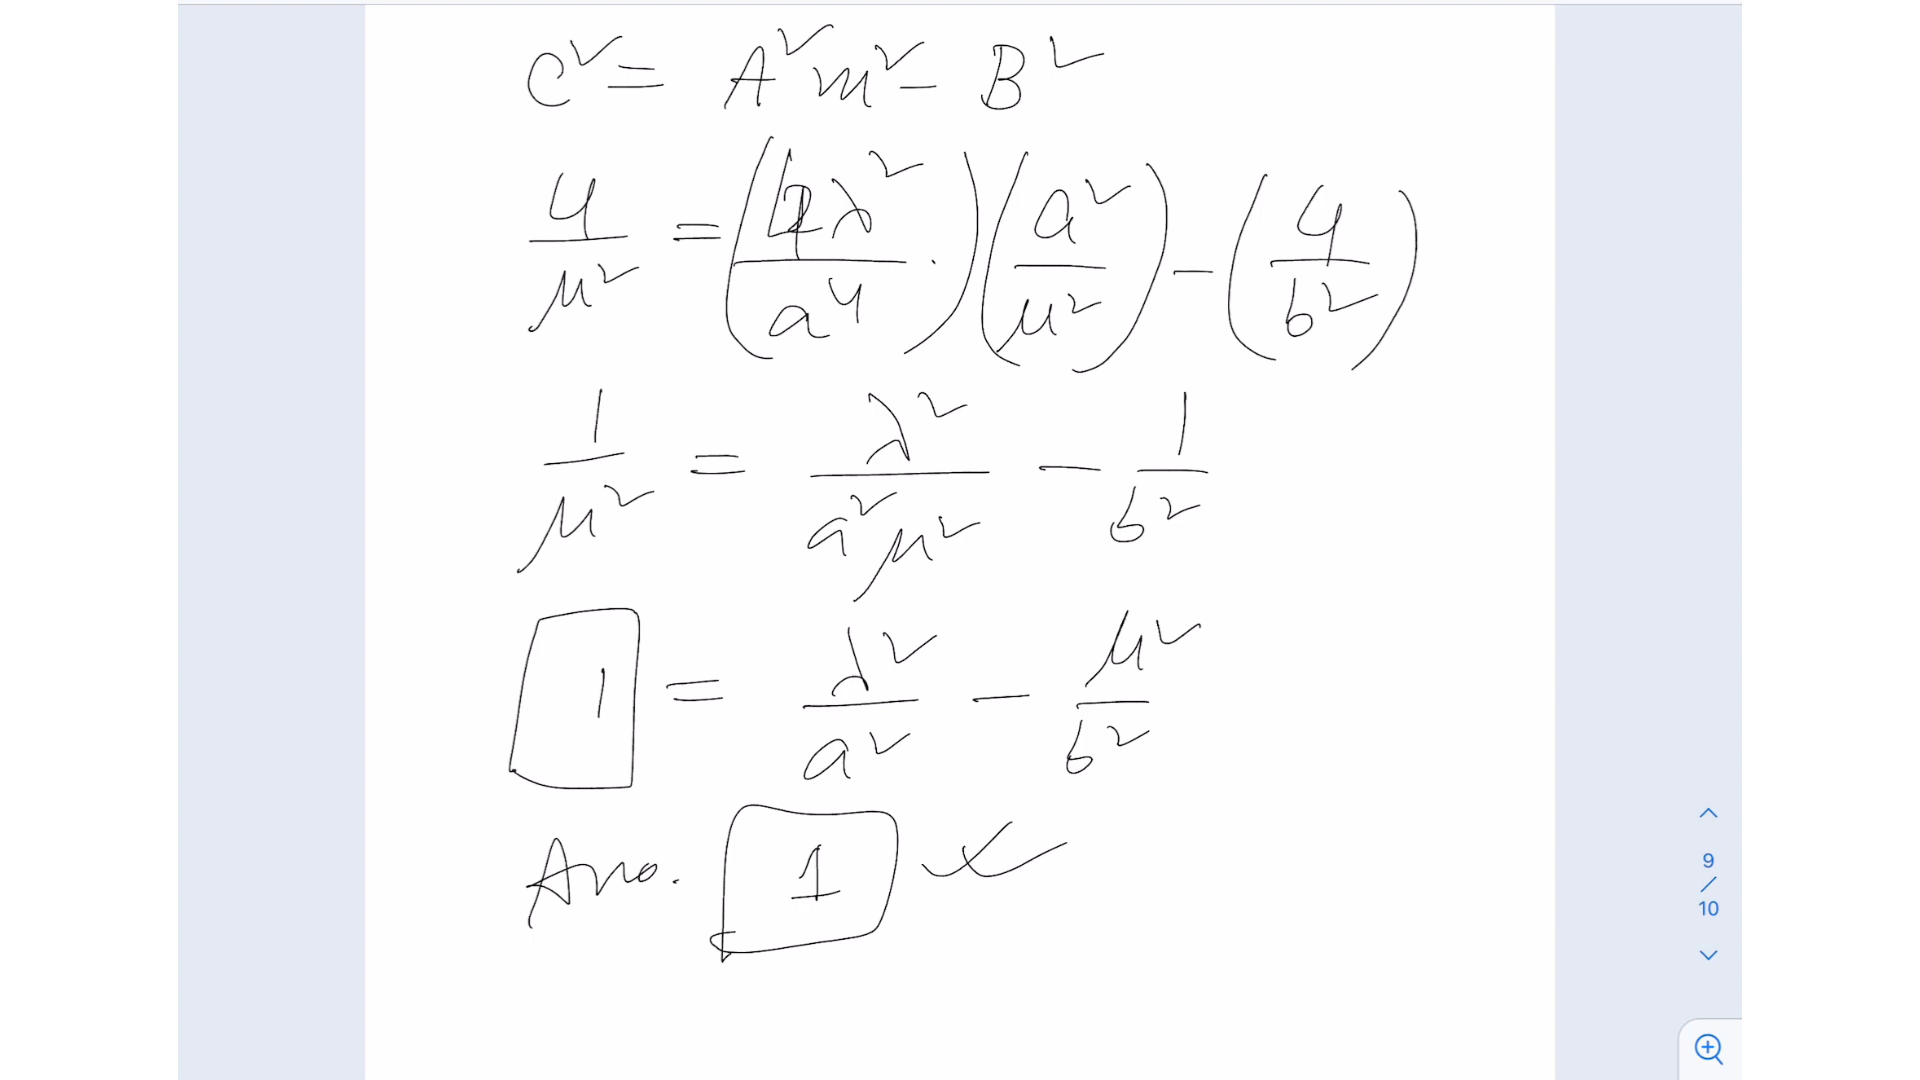 C² = A²m² - B²
4/μ² = (4λ²/a⁴.)(a²/μ²) - (4/b²)
1/μ² = λ²/a²μ² - 1/b²
1 = λ²/a² - μ²/b²
Ans. 1 ✓
9
/
10